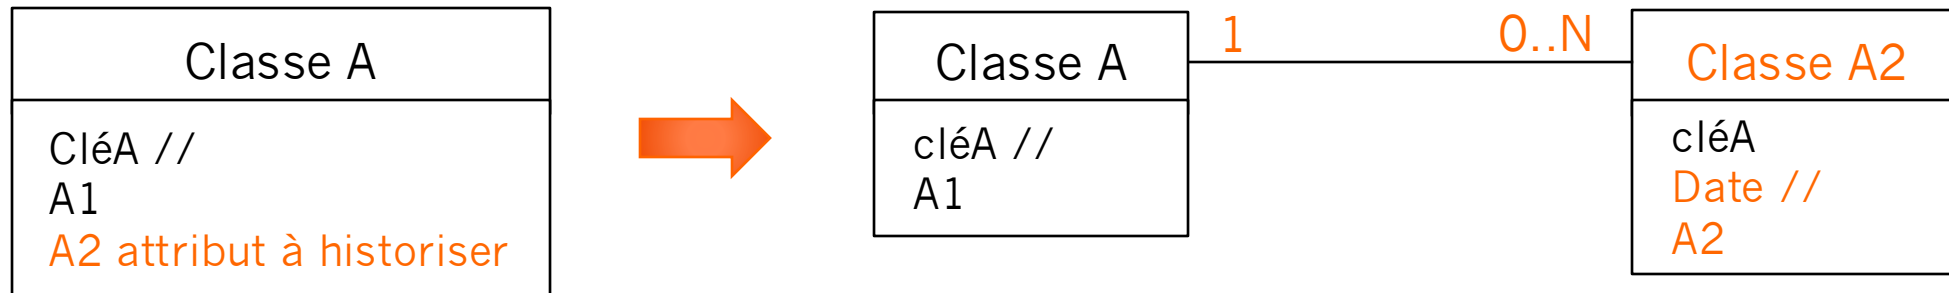 Classe A
CléA //
A1
A2 attribut à historiser
Classe A
cléA //
A1
1
0..N
Classe A2
cléA
Date //
A2